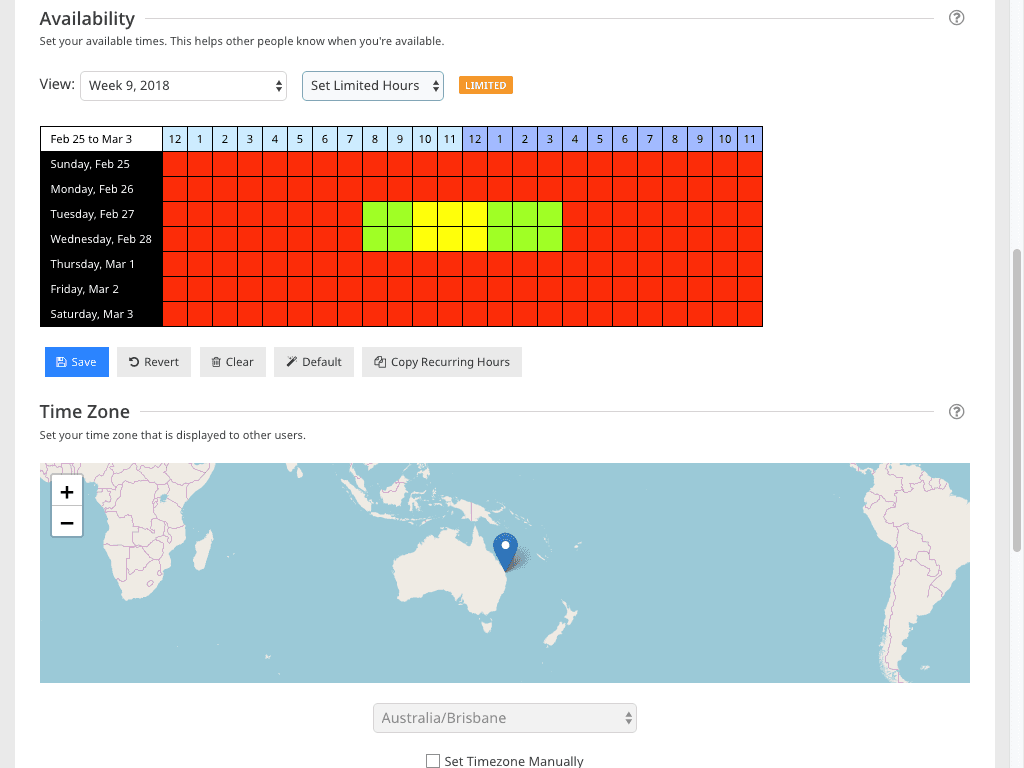 Availability
Set your available times. This helps other people know when you're available.
View: Week 9, 2018 Set Limited Hours LIMITED
Feb 25 to Mar 3 12 1 2 3 4 5 6 7 8 9 10 11 12 1 2 3 4 5 6 7 8 9 10 11
Sunday, Feb 25
Monday, Feb 26
Tuesday, Feb 27
Wednesday, Feb 28
Thursday, Mar 1
Friday, Mar 2
Saturday, Mar 3
Save Revert Clear Default Copy Recurring Hours
Time Zone
Set your time zone that is displayed to other users.
+
−
Australia/Brisbane
Set Timezone Manually